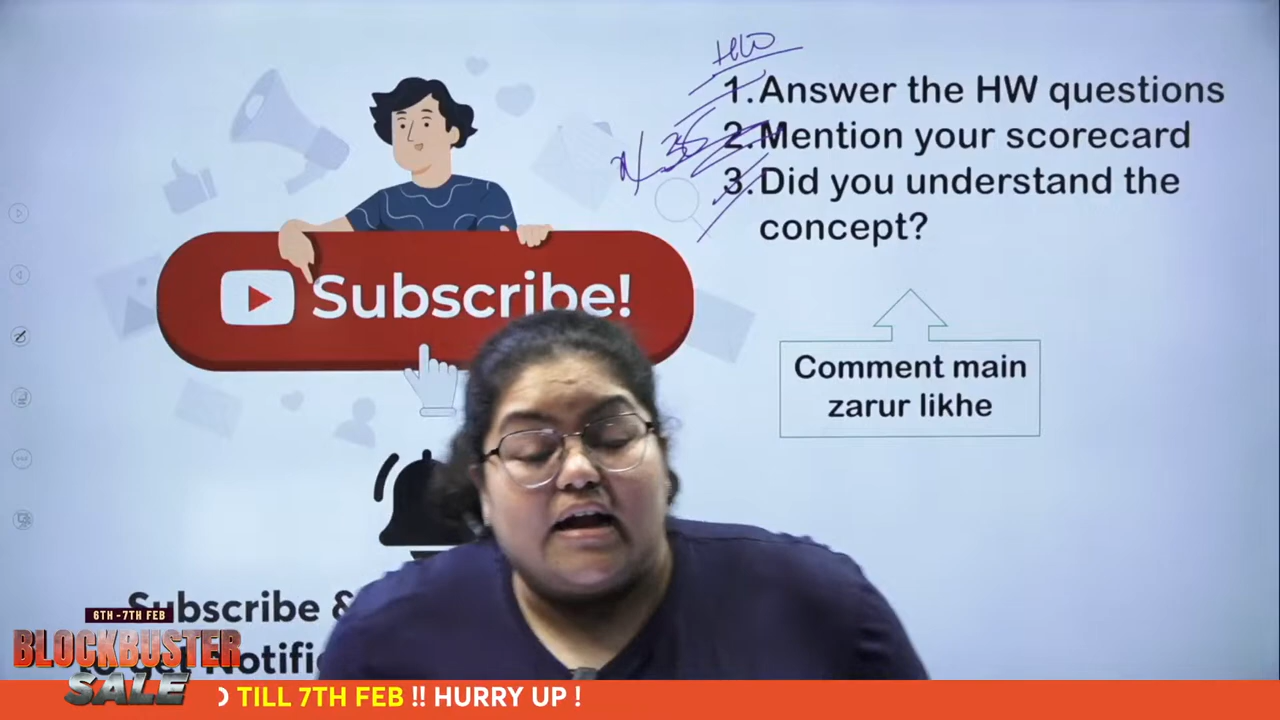 HW
1. Answer the HW questions
2. Mention your scorecard
3. Did you understand the
concept?
35
Subscribe!
Comment main
zarur likhe
Subscribe &
6TH -7TH FEB
BLOCKBUSTER
SALE
TILL 7TH FEB !! HURRY UP !